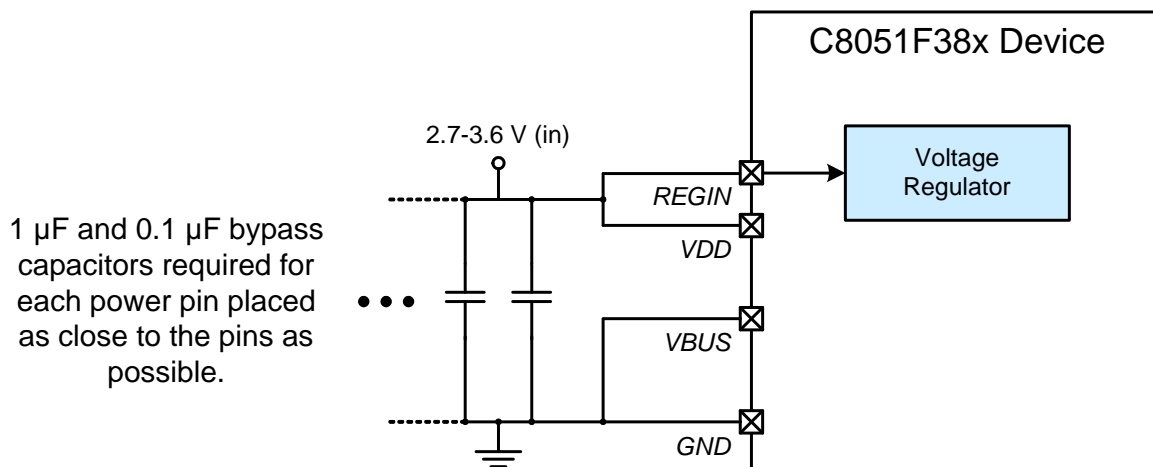 C8051F38x Device
2.7-3.6 V (in)
Voltage
Regulator
REGIN
VDD
1 µF and 0.1 µF bypass
capacitors required for
each power pin placed
as close to the pins as
possible.
VBUS
GND